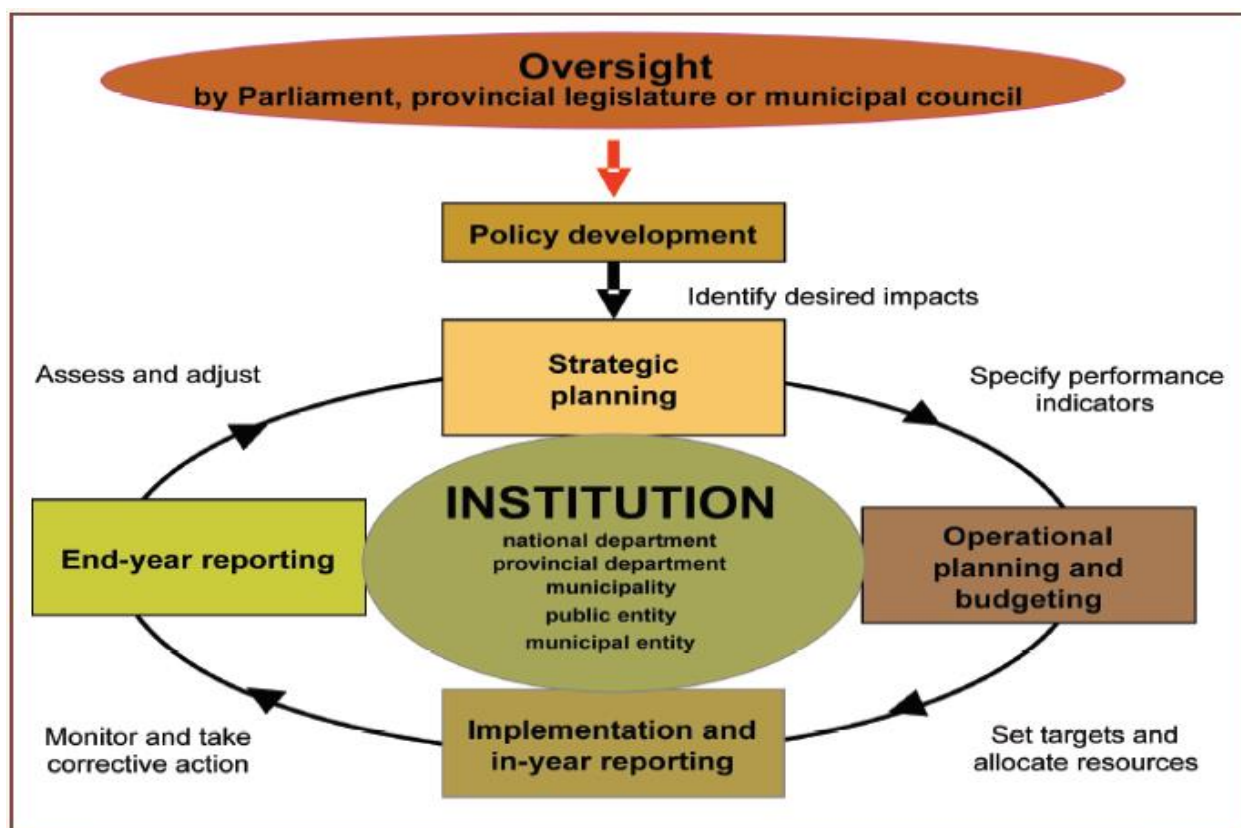 Oversight
by Parliament, provincial legislature or municipal council
Policy development
Identify desired impacts
Strategic
planning
Assess and adjust
Specify performance
indicators
INSTITUTION
national department
provincial department
municipality
public entity
municipal entity
End-year reporting
Operational
planning and
budgeting
Implementation and
in-year reporting
Monitor and take
corrective action
Set targets and
allocate resources